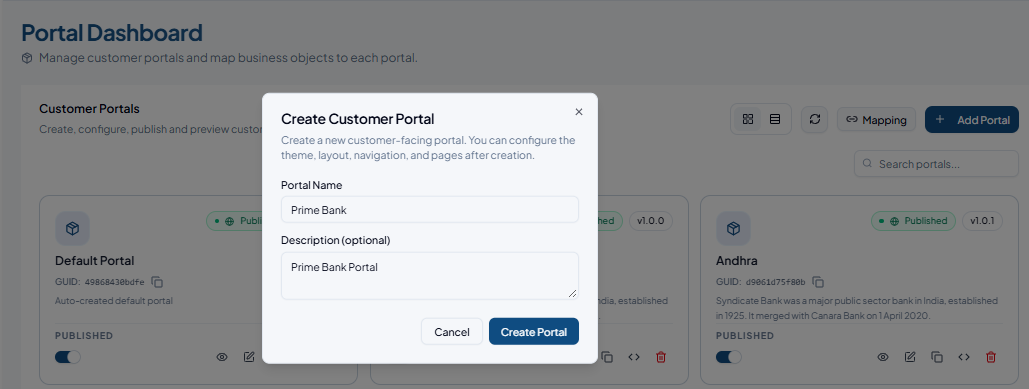 Portal Dashboard
Manage customer portals and map business objects to each portal.
Customer Portals
Create, configure, publish and preview
Mapping
+ Add Portal
Search portals...
Create Customer Portal
×
Create a new customer-facing portal. You can configure the
theme, layout, navigation, and pages after creation.
Portal Name
Prime Bank
Description (optional)
Prime Bank Portal
Cancel
Create Portal
Default Portal
GUID: 49868430bdfe
Auto-created default portal
PUBLISHED
v1.0.0
India, established
Published
v1.0.1
Andhra
GUID: d9061d75f80b
Syndicate Bank was a major public sector bank in India, established
in 1925. It merged with Canara Bank on 1 April 2020.
PUBLISHED